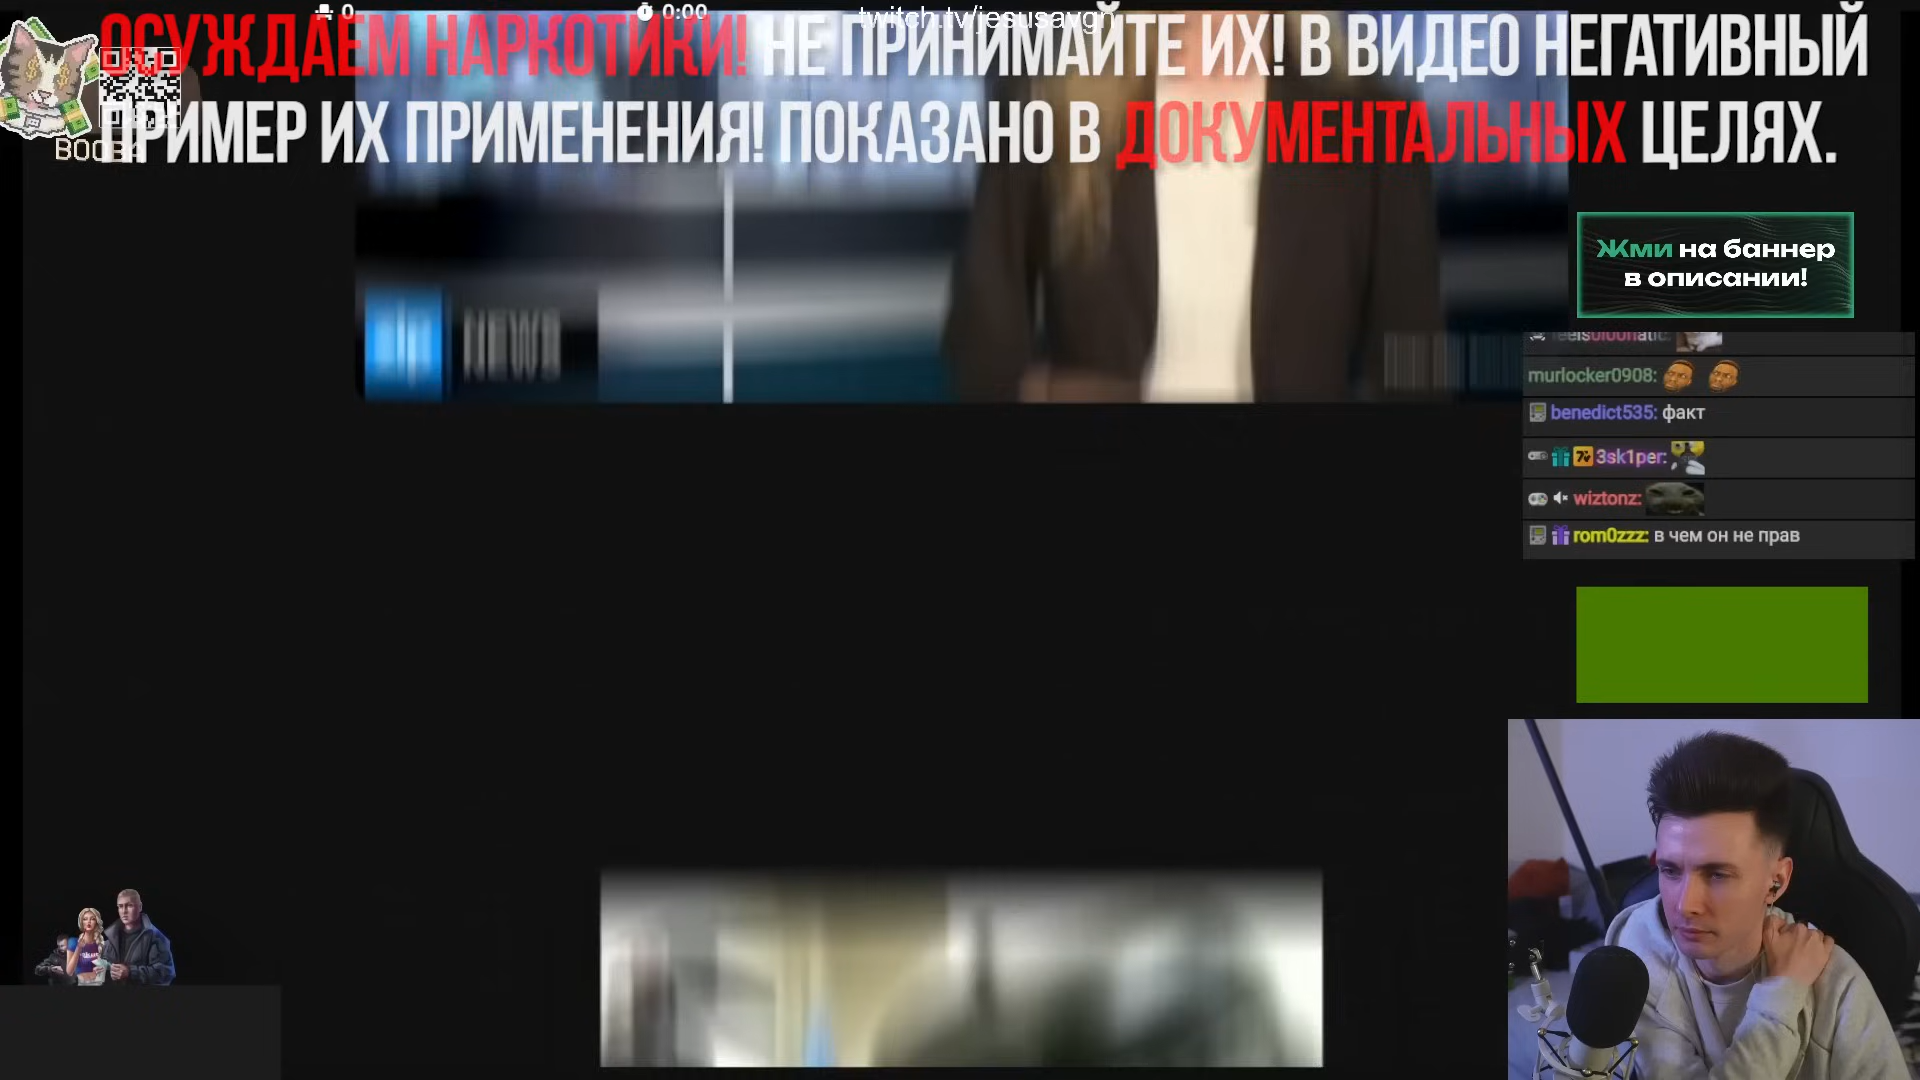 0
0:00
twitch.tv/jesusavgn
ОСУЖДАЕМ НАРКОТИКИ! НЕ ПРИНИМАЙТЕ ИХ! В ВИДЕО НЕГАТИВНЫЙ
ПРИМЕР ИХ ПРИМЕНЕНИЯ! ПОКАЗАНО В ДОКУМЕНТАЛЬНЫХ ЦЕЛЯХ.
Жми на баннер
в описании!
NEWS
murlocker0908:
benedict535: факт
3sk1per:
wiztonz:
rom0zzz: в чем он не прав